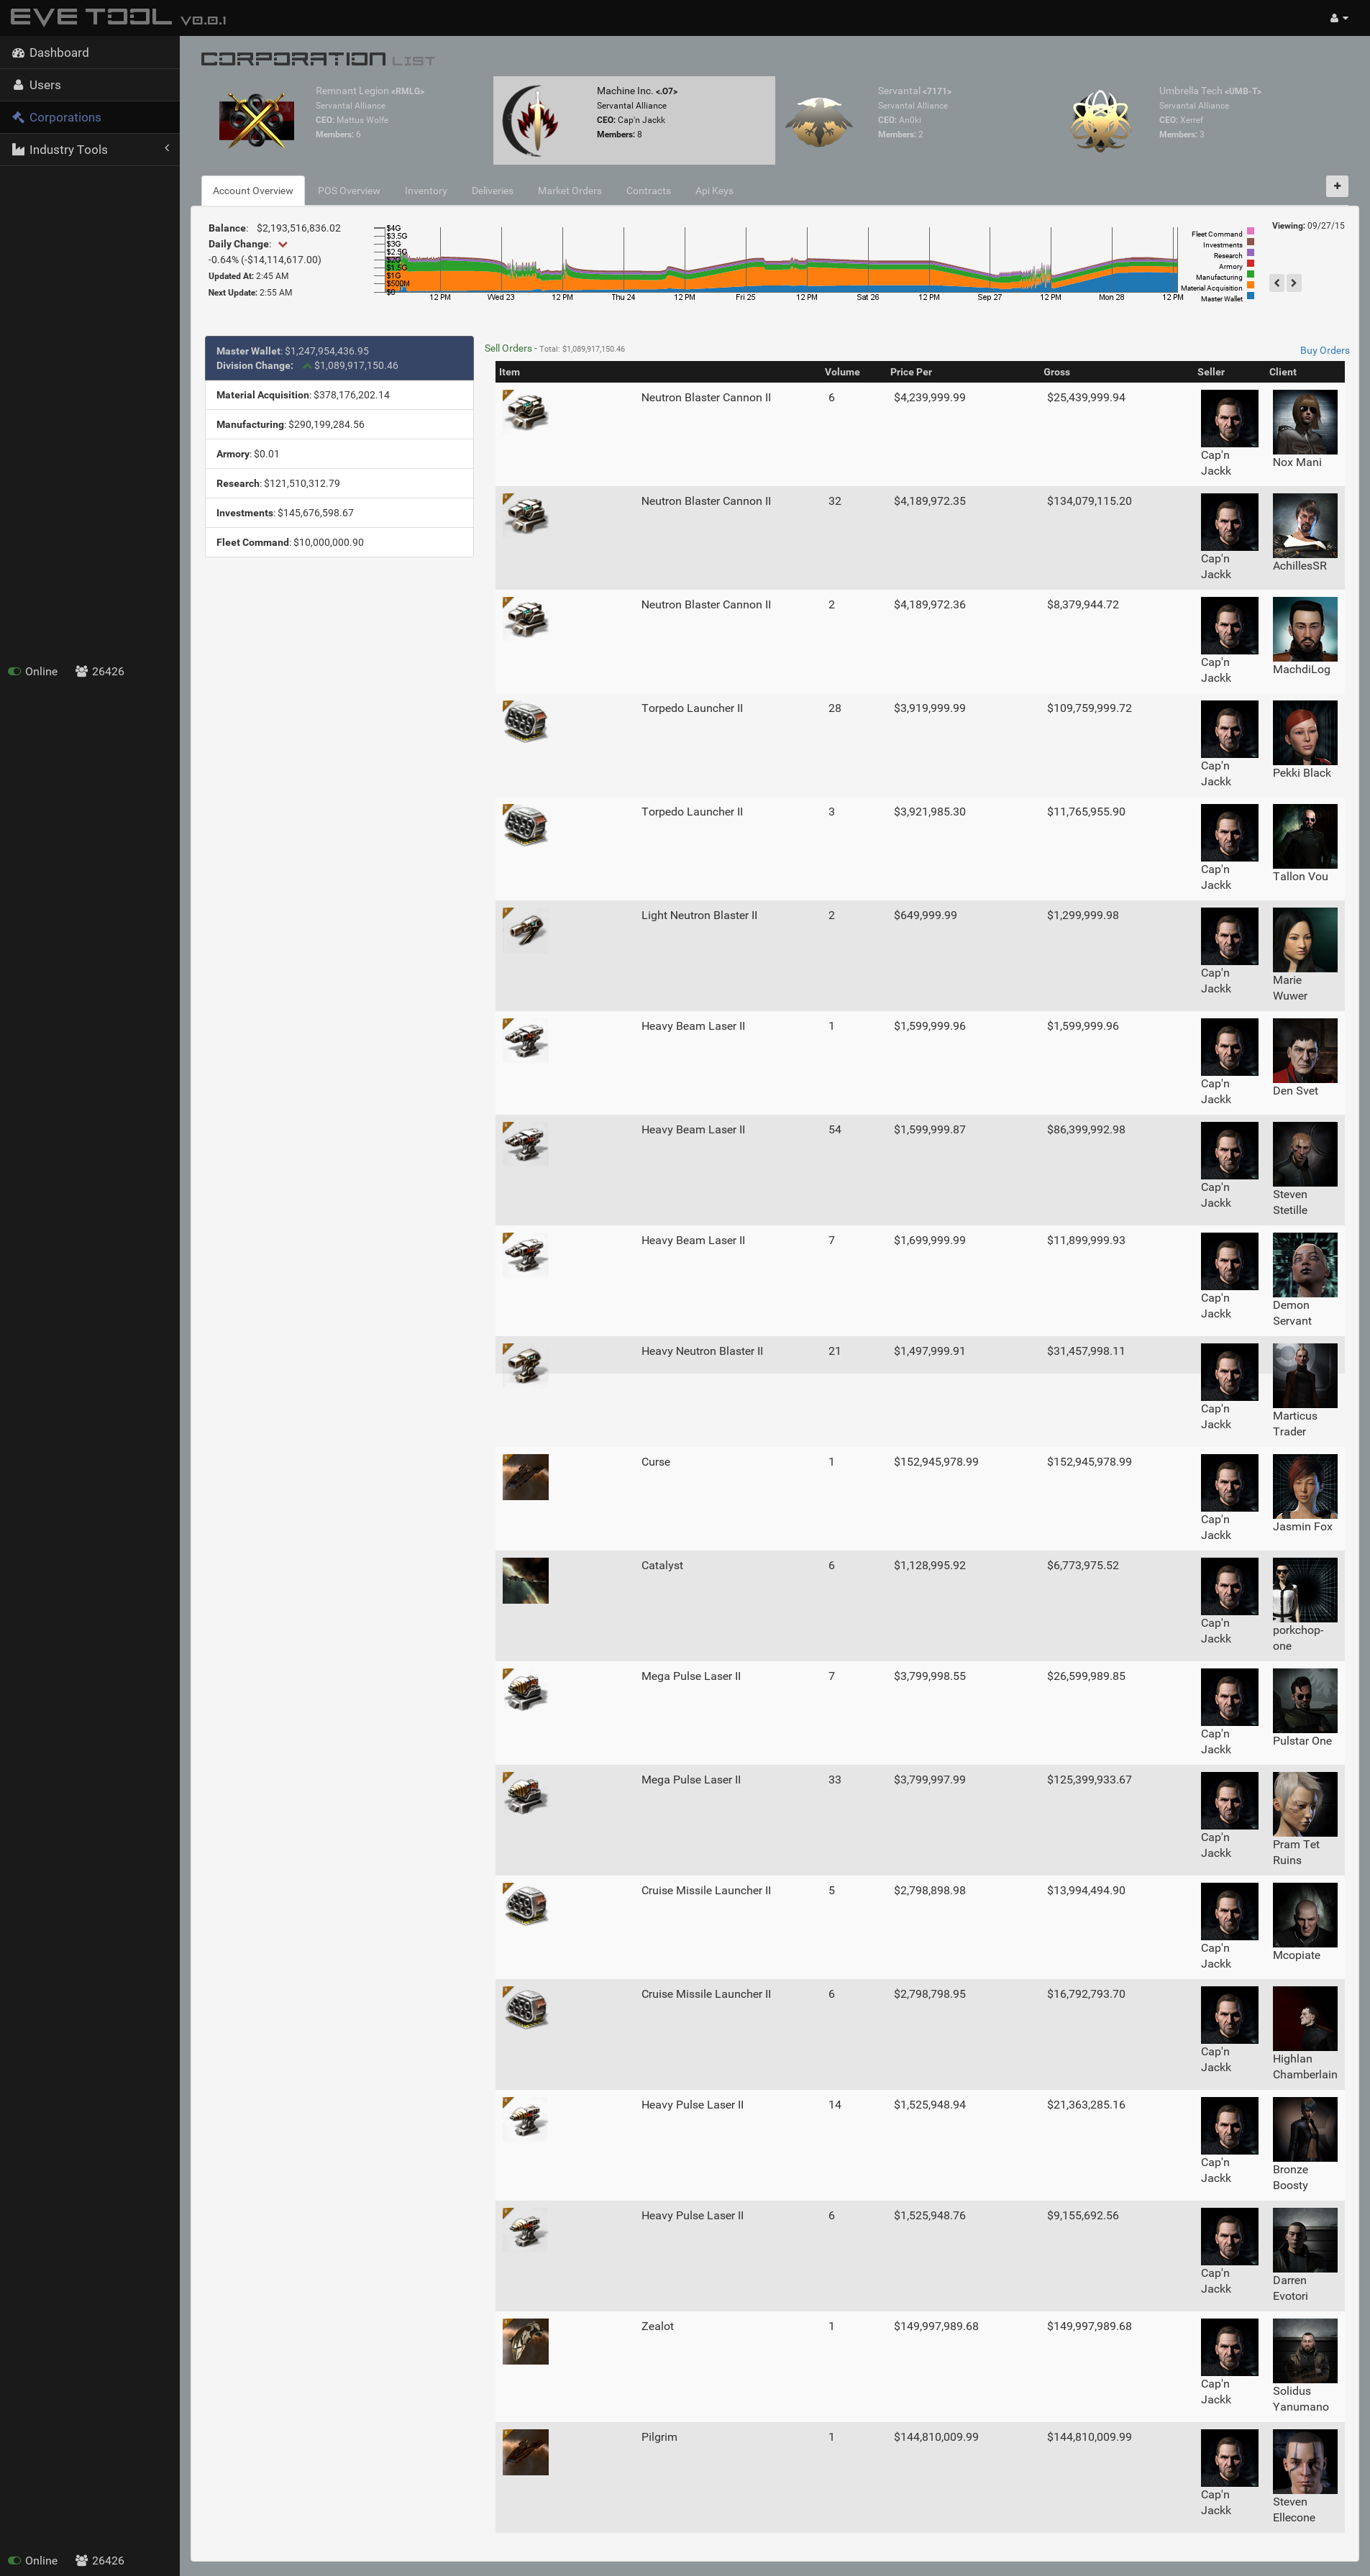 EVE TOOL V0.0.1
Dashboard
Users
Corporations
Industry Tools
Online 26426
CORPORATION LIST
Remnant Legion <RMLG>
Servantal Alliance
CEO: Mattus Wolfe
Members: 6
Machine Inc. <.O7>
Servantal Alliance
CEO: Cap'n Jackk
Members: 8
Servantal <7171>
Servantal Alliance
CEO: An0ki
Members: 2
Umbrella Tech <UMB-T>
Servantal Alliance
CEO: Xerref
Members: 3
Account Overview POS Overview Inventory Deliveries Market Orders Contracts Api Keys
Balance: $2,193,516,836.02
Daily Change:
-0.64% (-$14,114,617.00)
Updated At: 2:45 AM
Next Update: 2:55 AM
$4G
$3.5G
$3G
$2.5G
$2G
$1.5G
$1G
$500M
$0
12 PM Wed 23 12 PM Thu 24 12 PM Fri 25 12 PM Sat 26 12 PM Sep 27 12 PM Mon 28 12 PM
Fleet Command
Investments
Research
Armory
Manufacturing
Material Acquisition
Master Wallet
Viewing: 09/27/15
Master Wallet: $1,247,954,436.95
Division Change: $1,089,917,150.46
Material Acquisition: $378,176,202.14
Manufacturing: $290,199,284.56
Armory: $0.01
Research: $121,510,312.79
Investments: $145,676,598.67
Fleet Command: $10,000,000.90
Sell Orders - Total: $1,089,917,150.46
Buy Orders
Item Volume Price Per Gross Seller Client
Neutron Blaster Cannon II 6 $4,239,999.99 $25,439,999.94
Cap'n Jackk
Nox Mani
Neutron Blaster Cannon II 32 $4,189,972.35 $134,079,115.20
Cap'n Jackk
AchillesSR
Neutron Blaster Cannon II 2 $4,189,972.36 $8,379,944.72
Cap'n Jackk
MachdiLog
Torpedo Launcher II 28 $3,919,999.99 $109,759,999.72
Cap'n Jackk
Pekki Black
Torpedo Launcher II 3 $3,921,985.30 $11,765,955.90
Cap'n Jackk
Tallon Vou
Light Neutron Blaster II 2 $649,999.99 $1,299,999.98
Cap'n Jackk
Marie Wuwer
Heavy Beam Laser II 1 $1,599,999.96 $1,599,999.96
Cap'n Jackk
Den Svet
Heavy Beam Laser II 54 $1,599,999.87 $86,399,992.98
Cap'n Jackk
Steven Stetille
Heavy Beam Laser II 7 $1,699,999.99 $11,899,999.93
Cap'n Jackk
Demon Servant
Heavy Neutron Blaster II 21 $1,497,999.91 $31,457,998.11
Cap'n Jackk
Marticus Trader
Curse 1 $152,945,978.99 $152,945,978.99
Cap'n Jackk
Jasmin Fox
Catalyst 6 $1,128,995.92 $6,773,975.52
Cap'n Jackk
porkchop-one
Mega Pulse Laser II 7 $3,799,998.55 $26,599,989.85
Cap'n Jackk
Pulstar One
Mega Pulse Laser II 33 $3,799,997.99 $125,399,933.67
Cap'n Jackk
Pram Tet Ruins
Cruise Missile Launcher II 5 $2,798,898.98 $13,994,494.90
Cap'n Jackk
Mcopiate
Cruise Missile Launcher II 6 $2,798,798.95 $16,792,793.70
Cap'n Jackk
Highlan Chamberlain
Heavy Pulse Laser II 14 $1,525,948.94 $21,363,285.16
Cap'n Jackk
Bronze Boosty
Heavy Pulse Laser II 6 $1,525,948.76 $9,155,692.56
Cap'n Jackk
Darren Evotori
Zealot 1 $149,997,989.68 $149,997,989.68
Cap'n Jackk
Solidus Yanumano
Pilgrim 1 $144,810,009.99 $144,810,009.99
Cap'n Jackk
Steven Ellecone
Online 26426